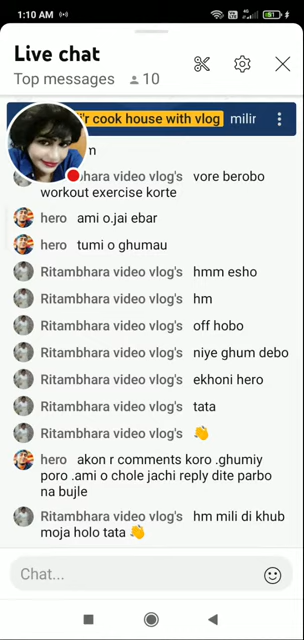 1:10 AM
51
Live chat
Top messages 10
cook house with vlog milir
vore berobo
workout exercise korte
hero ami o.jai ebar
hero tumi o ghumau
Ritambhara video vlog's hmm esho
Ritambhara video vlog's hm
Ritambhara video vlog's off hobo
Ritambhara video vlog's niye ghum debo
Ritambhara video vlog's ekhoni hero
Ritambhara video vlog's tata
Ritambhara video vlog's 👋
hero akon r comments koro .ghumiy
poro .ami o chole jachi reply dite parbo
na bujle
Ritambhara video vlog's hm mili di khub
moja holo tata 👋
Chat...